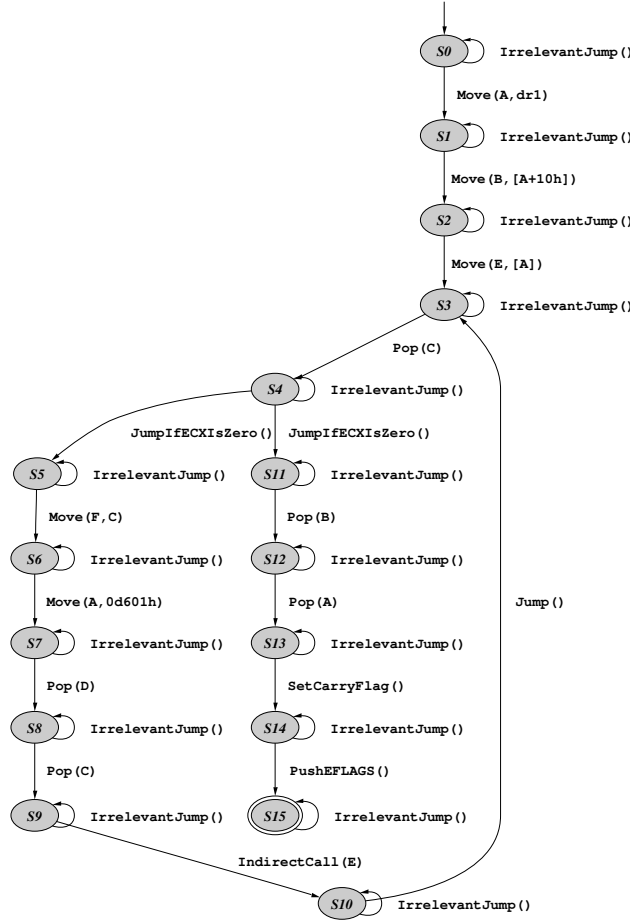 S0 IrrelevantJump()
Move(A,dr1)
S1 IrrelevantJump()
Move(B,[A+10h])
S2 IrrelevantJump()
Move(E,[A])
S3 IrrelevantJump()
Pop(C)
S4 IrrelevantJump()
JumpIfECXIsZero() JumpIfECXIsZero()
S5 IrrelevantJump() S11 IrrelevantJump()
Move(F,C) Pop(B)
S6 IrrelevantJump() S12 IrrelevantJump()
Move(A,0d601h) Pop(A) Jump()
S7 IrrelevantJump() S13 IrrelevantJump()
Pop(D) SetCarryFlag()
S8 IrrelevantJump() S14 IrrelevantJump()
Pop(C) PushEFLAGS()
S9 IrrelevantJump() S15 IrrelevantJump()
IndirectCall(E)
S10 IrrelevantJump()